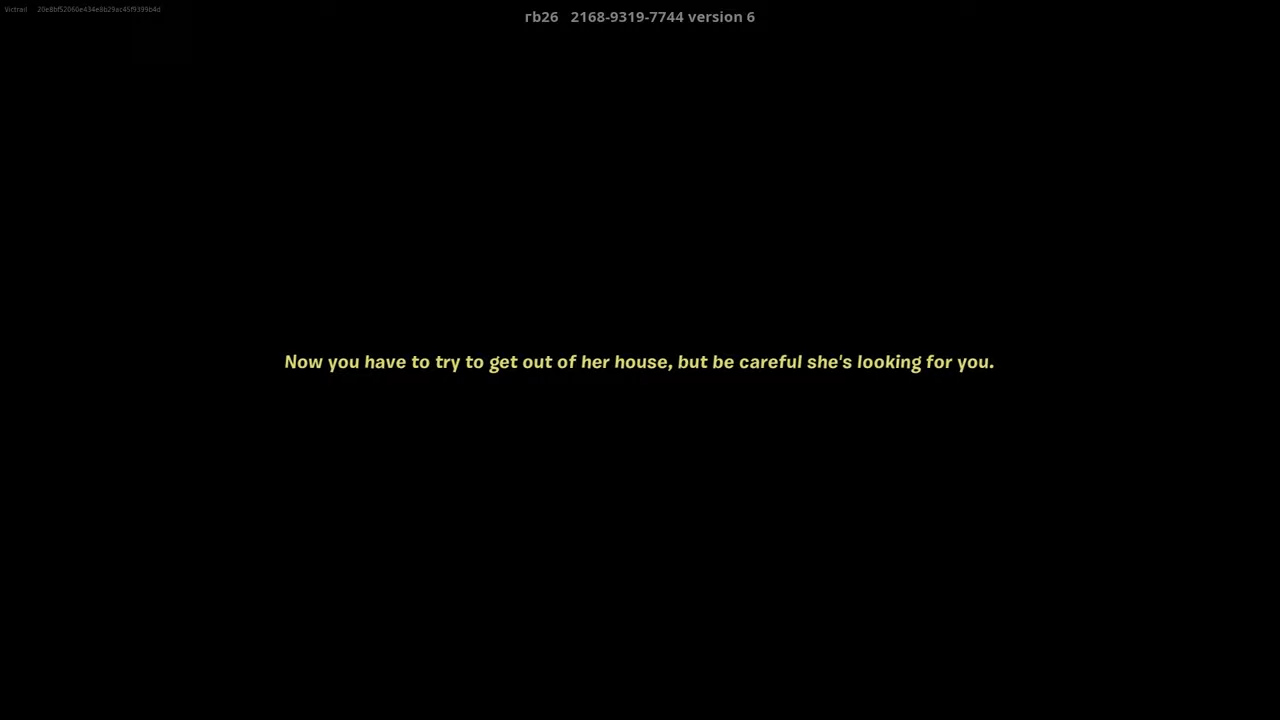 Victrail
rb26 2168-9319-7744 version 6
Now you have to try to get out of her house, but be careful she's looking for you.